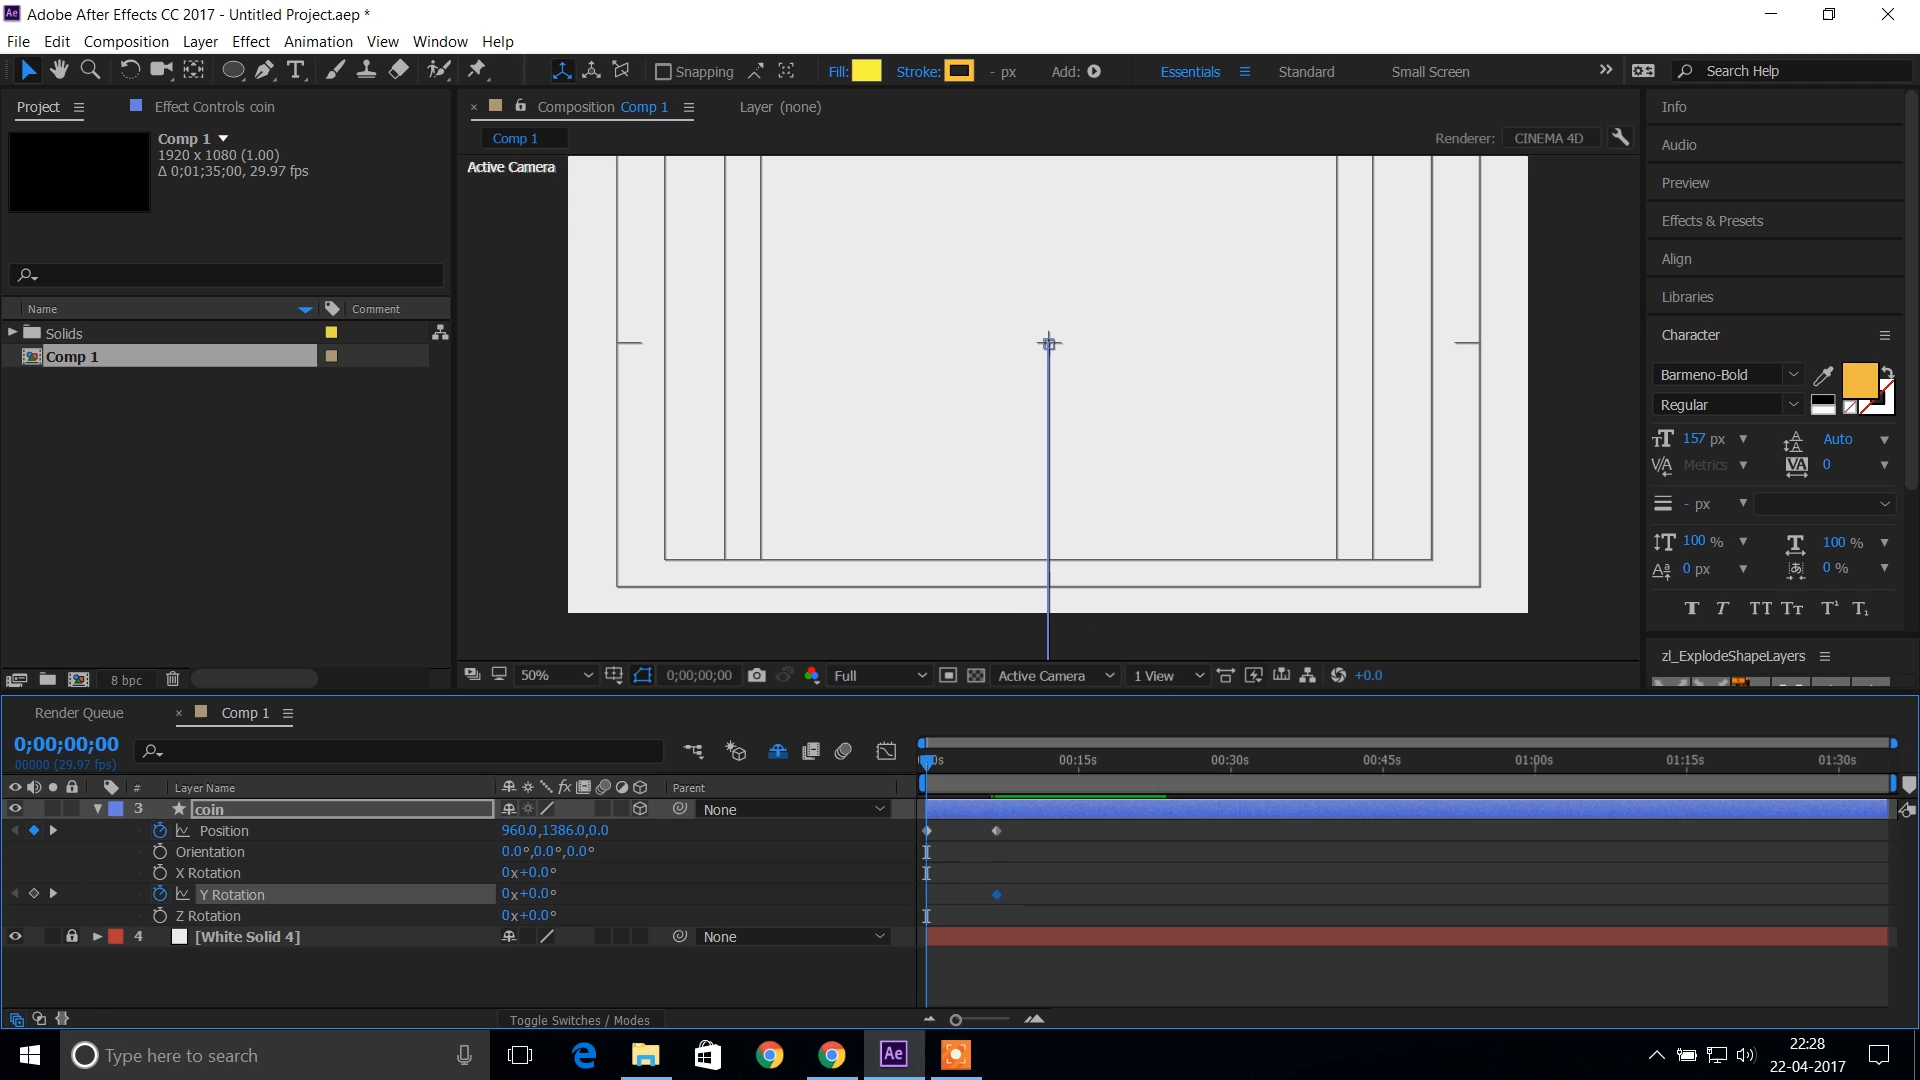 Adobe After Effects CC 2017 - Untitled Project.aep *
File Edit Composition Layer Effect Animation View Window Help
Snapping Fill: Stroke: - px Add: Essentials Standard Small Screen Search Help
Project Effect Controls coin
Composition Comp 1 Layer (none)
Info
Comp 1
1920 x 1080 (1.00)
Δ 0;01;35;00, 29.97 fps
Comp 1 Renderer: CINEMA 4D
Active Camera
Audio
Preview
Effects & Presets
Align
Libraries
Name Comment
Solids
Comp 1
Character
Barmeno-Bold
Regular
157 px Auto
Metrics 0
- px
100 % 100 %
0 px 0 %
T T TT Tт T¹ T₁
zl_ExplodeShapeLayers
8 bpc
50% 0;00;00;00 Full Active Camera 1 View +0.0
Render Queue Comp 1
0;00;00;00
00000 (29.97 fps)
0s 00:15s 00:30s 00:45s 01:00s 01:15s 01:30s
# Layer Name Parent
3 coin None
Position 960.0,1386.0,0.0
Orientation 0.0°,0.0°,0.0°
X Rotation 0x+0.0°
Y Rotation 0x+0.0°
Z Rotation 0x+0.0°
4 [White Solid 4] None
Toggle Switches / Modes
Type here to search
Ae
22:28
22-04-2017